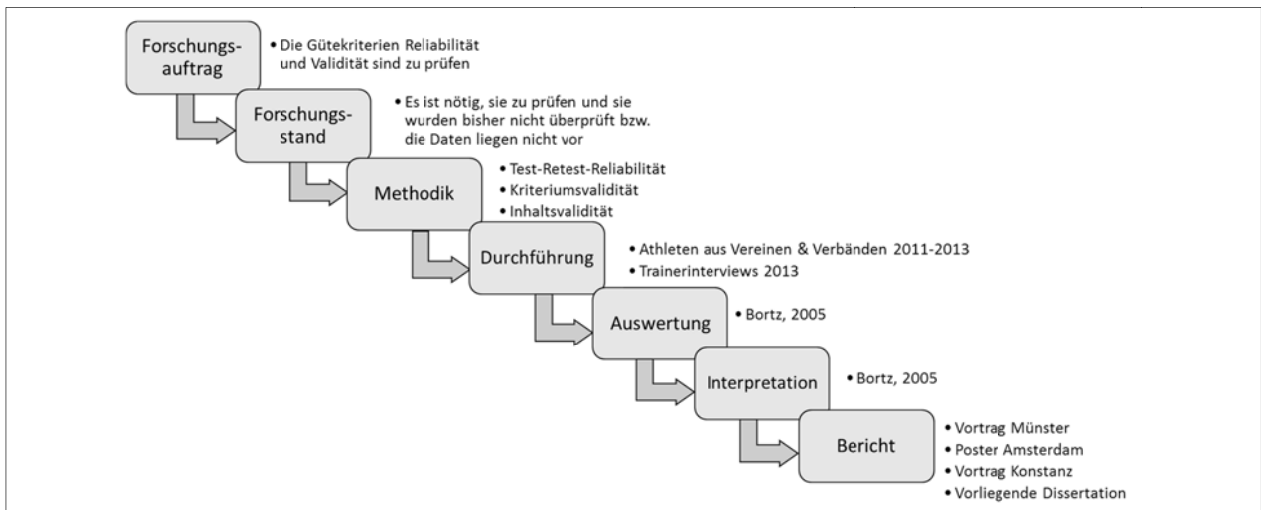 Forschungs-
auftrag
• Die Gütekriterien Reliabilität
und Validität sind zu prüfen
Forschungs-
stand
• Es ist nötig, sie zu prüfen und sie
wurden bisher nicht überprüft bzw.
die Daten liegen nicht vor
Methodik
• Test-Retest-Reliabilität
• Kriteriumsvalidität
• Inhaltsvalidität
Durchführung
• Athleten aus Vereinen & Verbänden 2011-2013
• Trainerinterviews 2013
Auswertung
• Bortz, 2005
Interpretation
• Bortz, 2005
Bericht
• Vortrag Münster
• Poster Amsterdam
• Vortrag Konstanz
• Vorliegende Dissertation